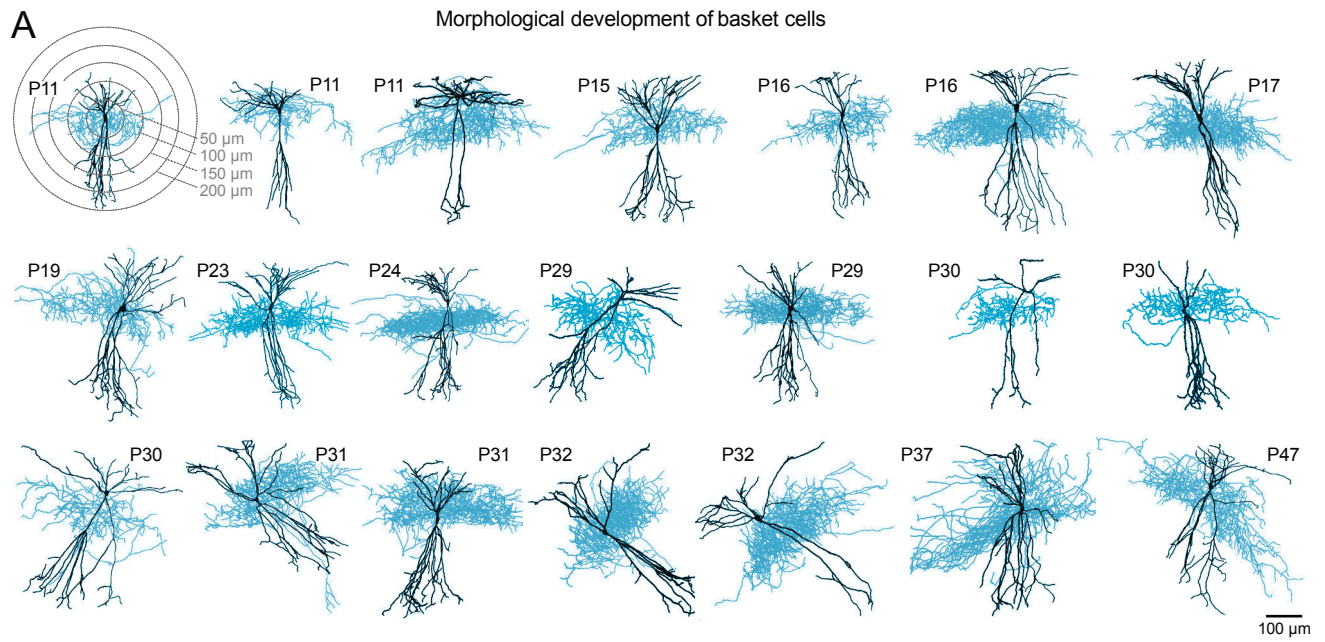 A
Morphological development of basket cells
P11
50 µm
100 µm
150 µm
200 µm
P11
P11
P15
P16
P16
P17
P19
P23
P24
P29
P29
P30
P30
P30
P31
P31
P32
P32
P37
P47
100 µm